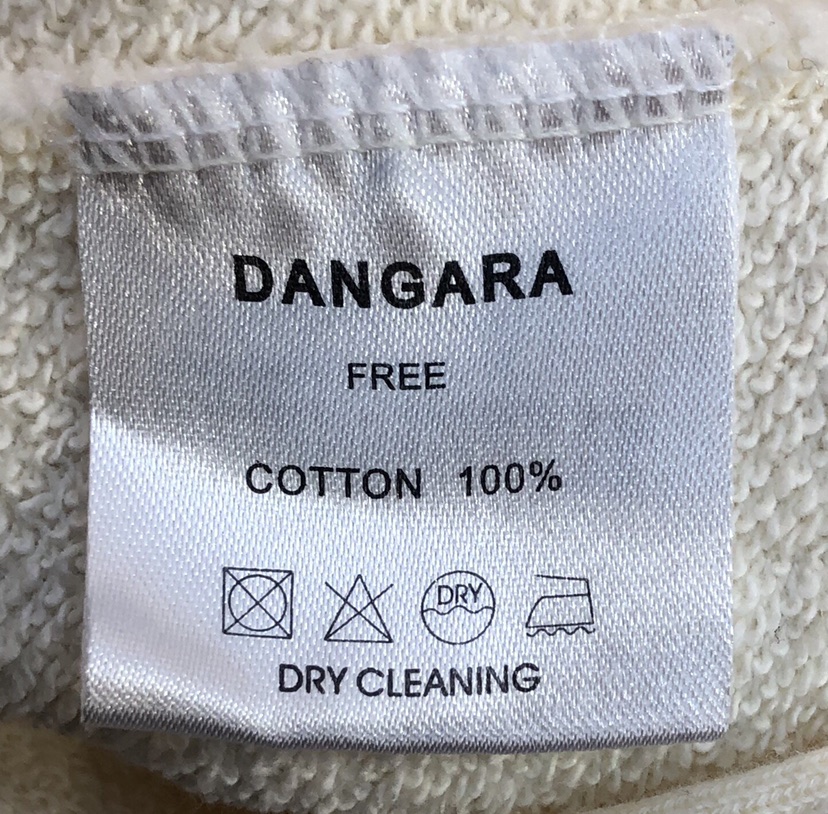 DANGARA
FREE
COTTON 100%
DRY
DRY CLEANING